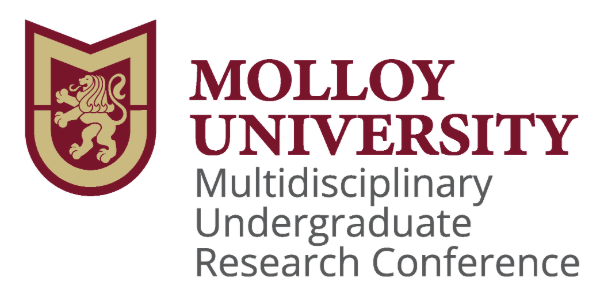 MOLLOY
UNIVERSITY
Multidisciplinary
Undergraduate
Research Conference